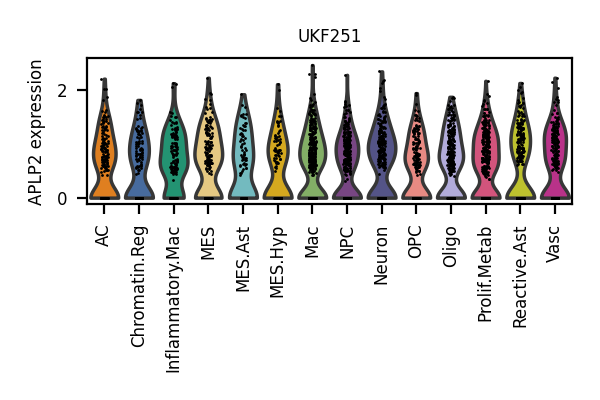 UKF251
APLP2 expression
2
0
AC
Chromatin.Reg
Inflammatory.Mac
MES
MES.Ast
MES.Hyp
Mac
NPC
Neuron
OPC
Oligo
Prolif.Metab
Reactive.Ast
Vasc